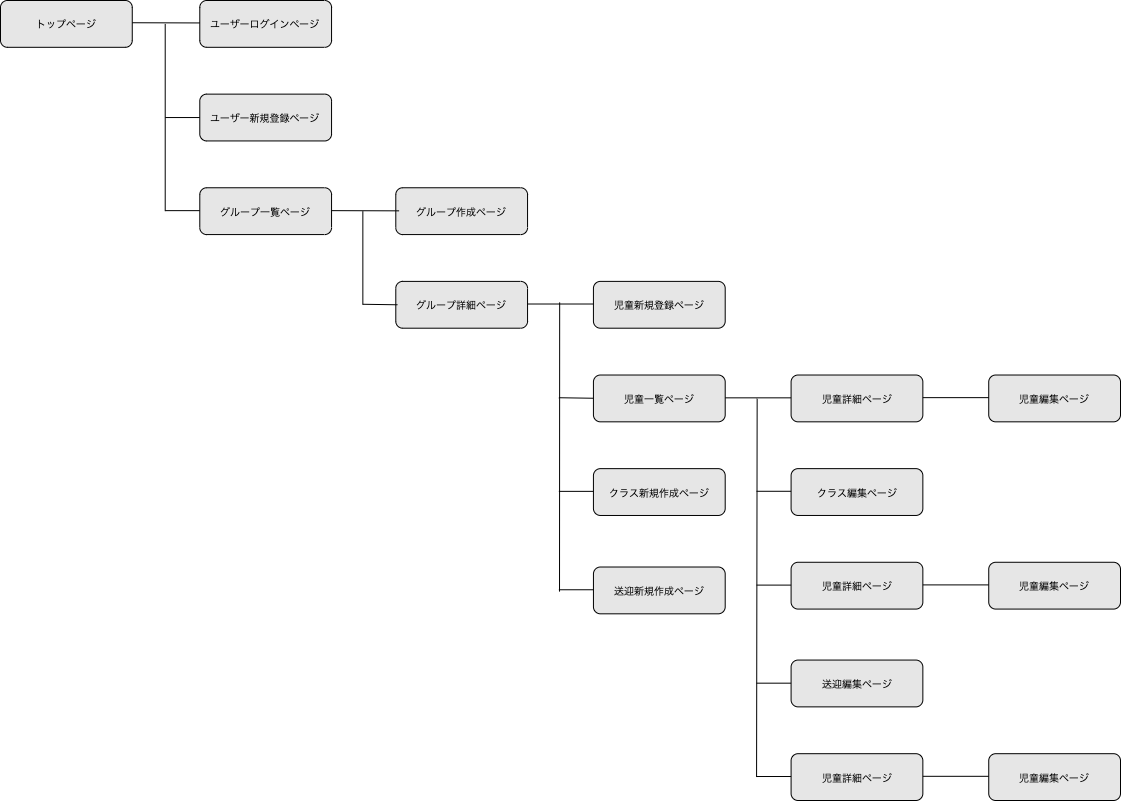 トップページ
ユーザーログインページ
ユーザー新規登録ページ
グループ一覧ページ
グループ作成ページ
グループ詳細ページ
児童新規登録ページ
児童一覧ページ
児童詳細ページ
児童編集ページ
クラス新規作成ページ
クラス編集ページ
児童詳細ページ
児童編集ページ
送迎新規作成ページ
送迎編集ページ
児童詳細ページ
児童編集ページ